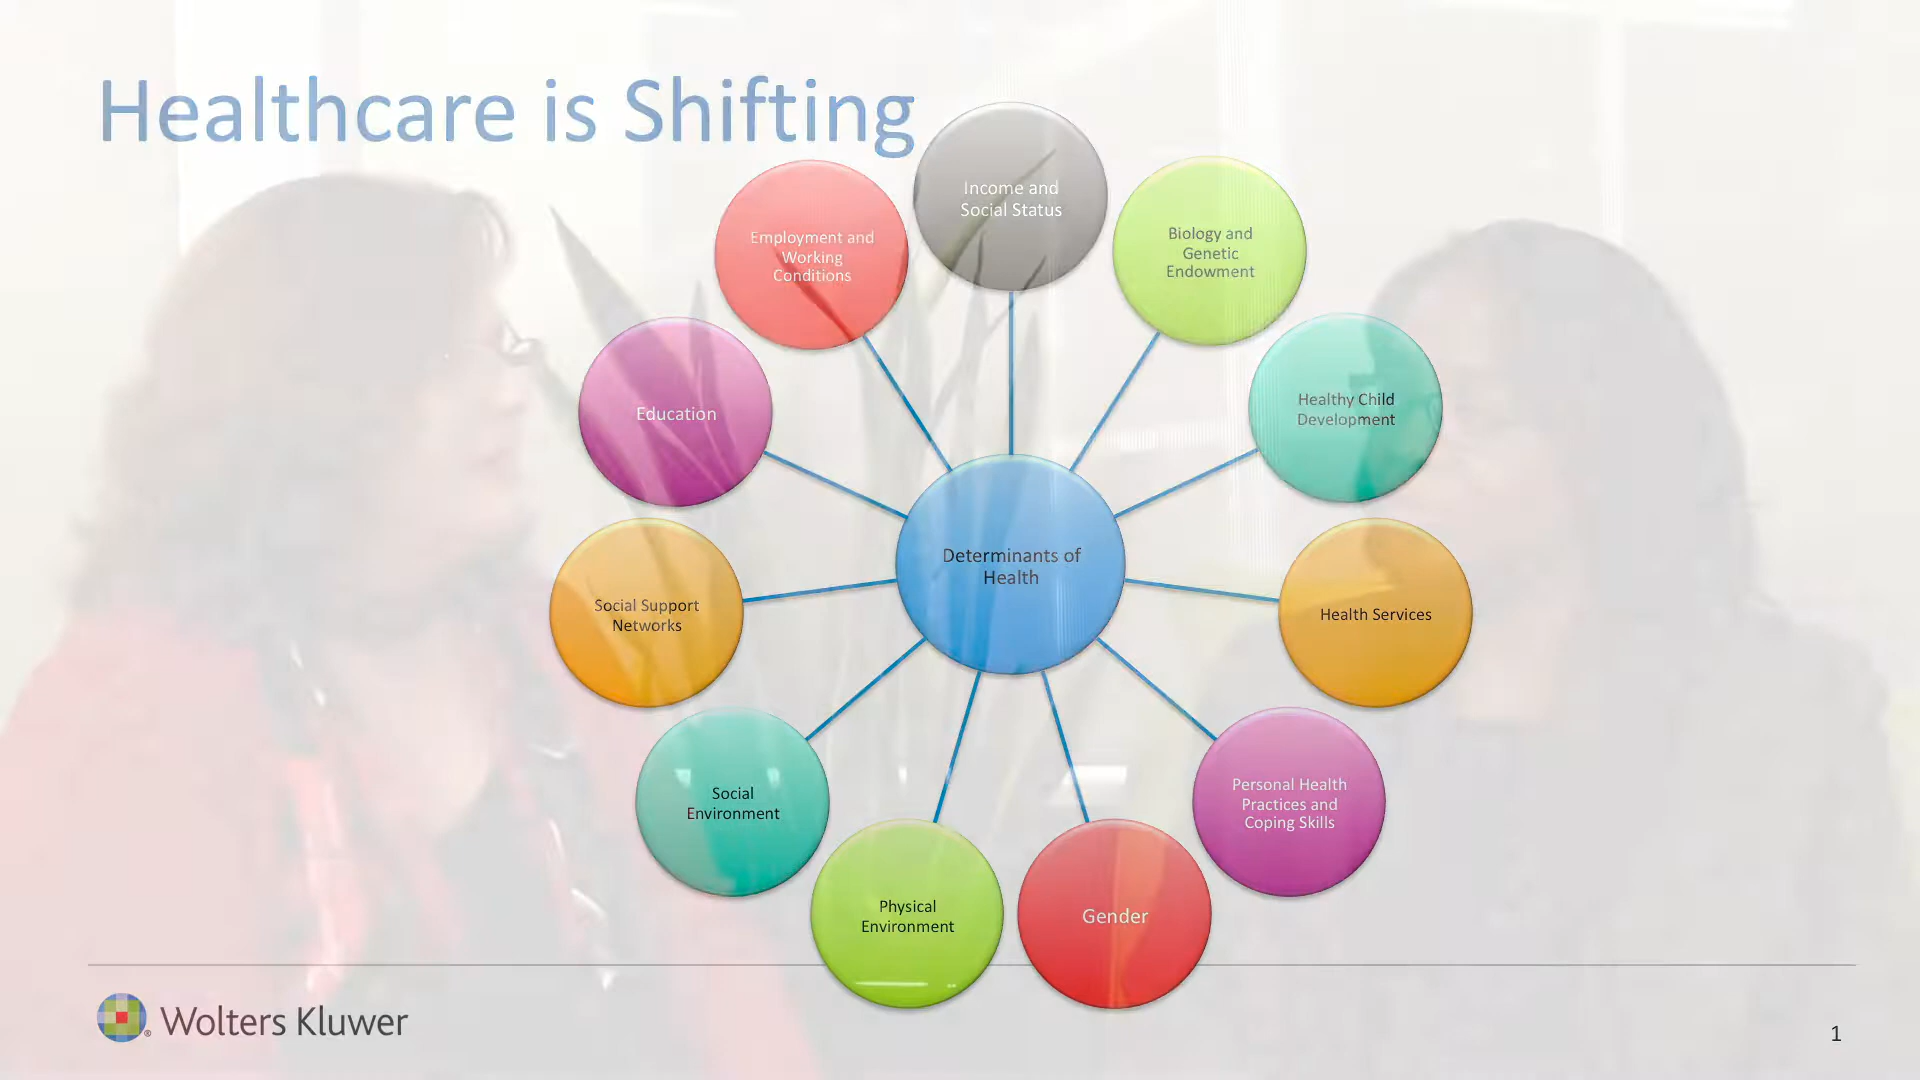 Healthcare is Shifting
Income and
Social Status
Biology and
Genetic
Endowment
Healthy Child
Development
Health Services
Personal Health
Practices and
Coping Skills
Gender
Physical
Environment
Social
Environment
Social Support
Networks
Education
Employment and
Working
Conditions
Determinants of
Health
Wolters Kluwer
1